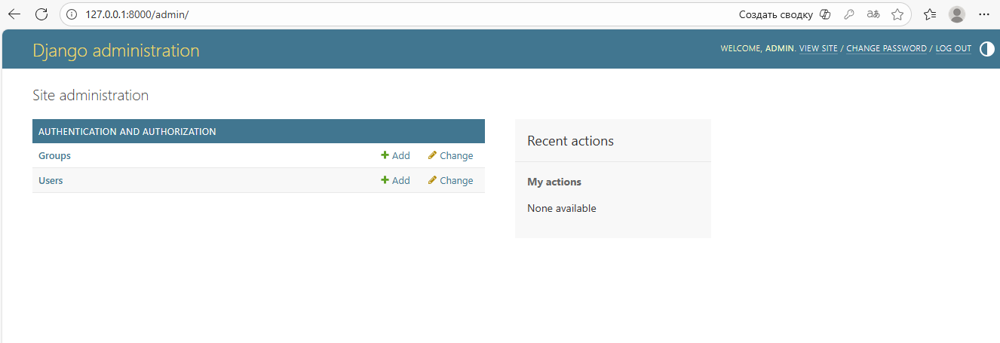 127.0.0.1:8000/admin/ Создать сводку
Django administration
WELCOME, ADMIN. VIEW SITE / CHANGE PASSWORD / LOG OUT
Site administration
AUTHENTICATION AND AUTHORIZATION
Groups Add Change
Users Add Change
Recent actions
My actions
None available